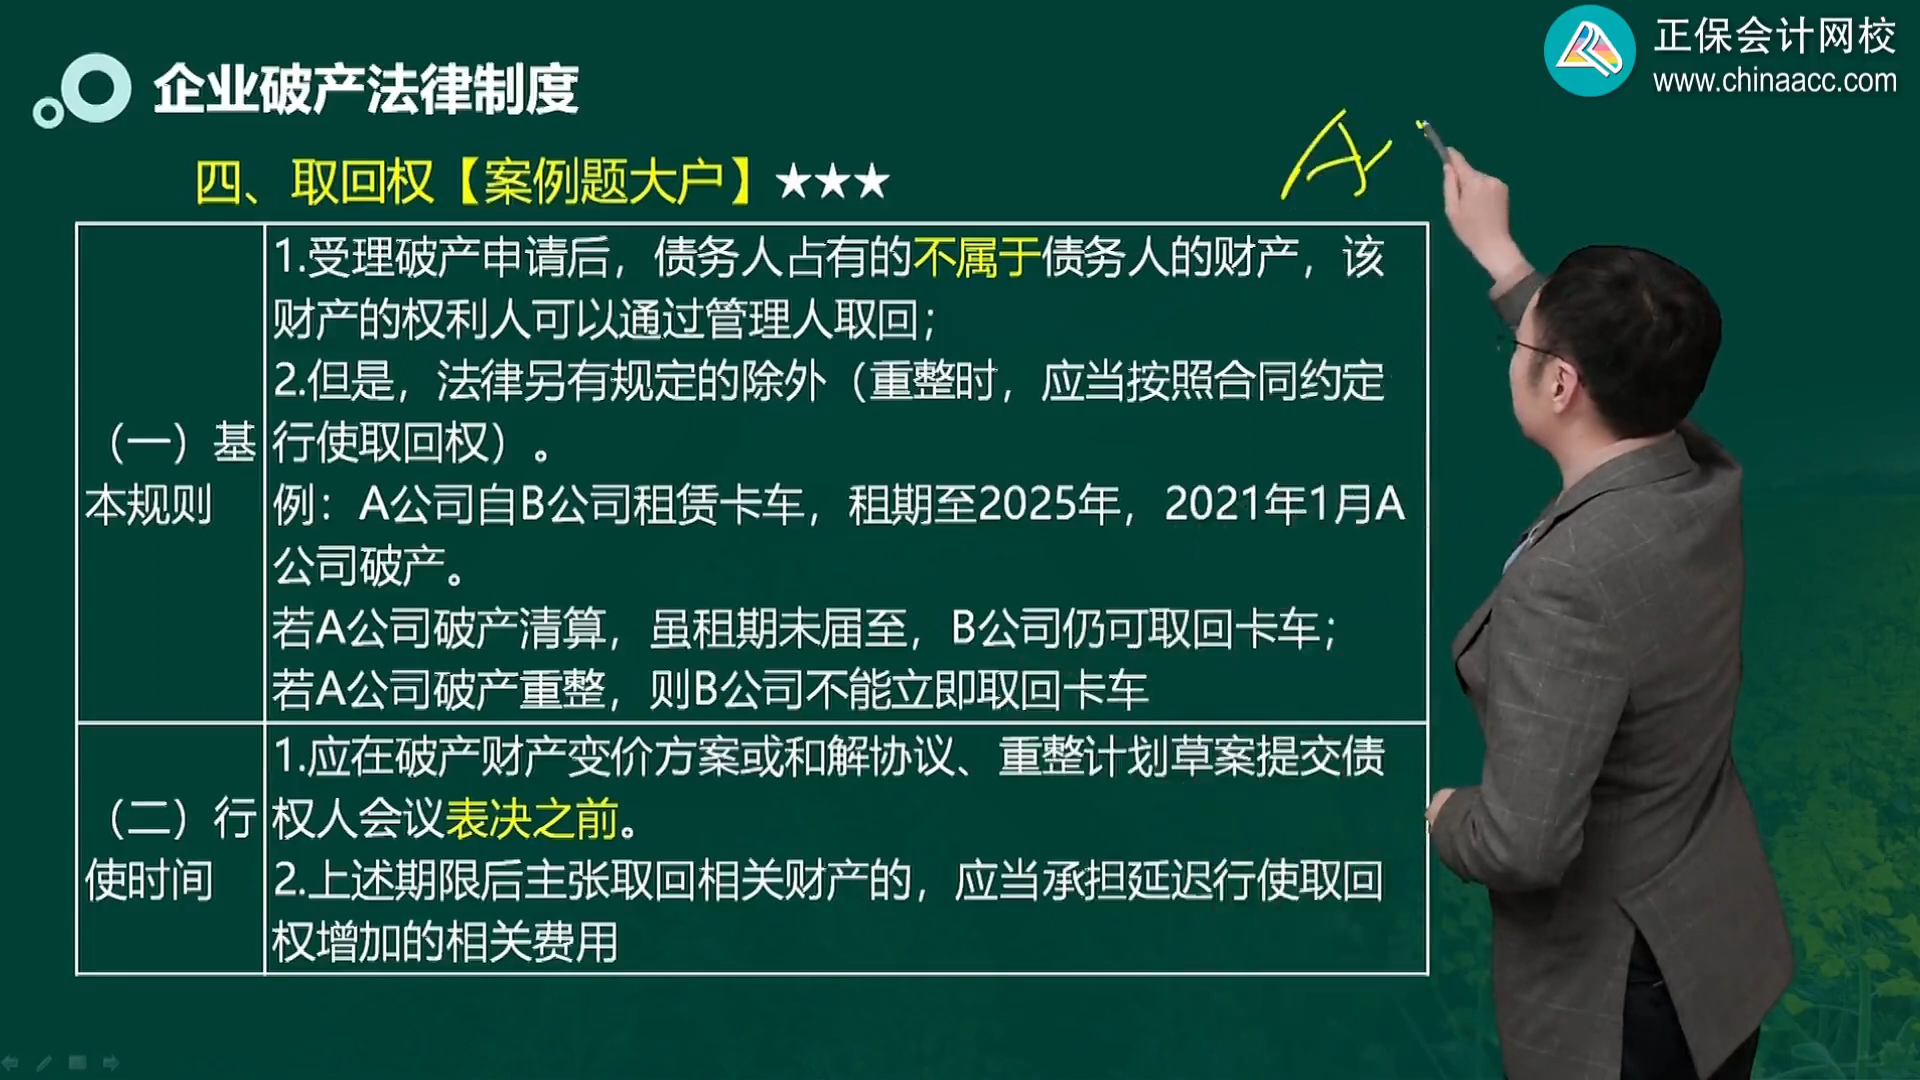 正保会计网校
www.chinaacc.com
企业破产法律制度
四、取回权【案例题大户】★★★
A
（一）基
本规则
1.受理破产申请后，债务人占有的不属于债务人的财产，该
财产的权利人可以通过管理人取回；
2.但是，法律另有规定的除外（重整时，应当按照合同约定
行使取回权）。
例：A公司自B公司租赁卡车，租期至2025年，2021年1月A
公司破产。
若A公司破产清算，虽租期未届至，B公司仍可取回卡车；
若A公司破产重整，则B公司不能立即取回卡车
（二）行
使时间
1.应在破产财产变价方案或和解协议、重整计划草案提交债
权人会议表决之前。
2.上述期限后主张取回相关财产的，应当承担延迟行使取回
权增加的相关费用